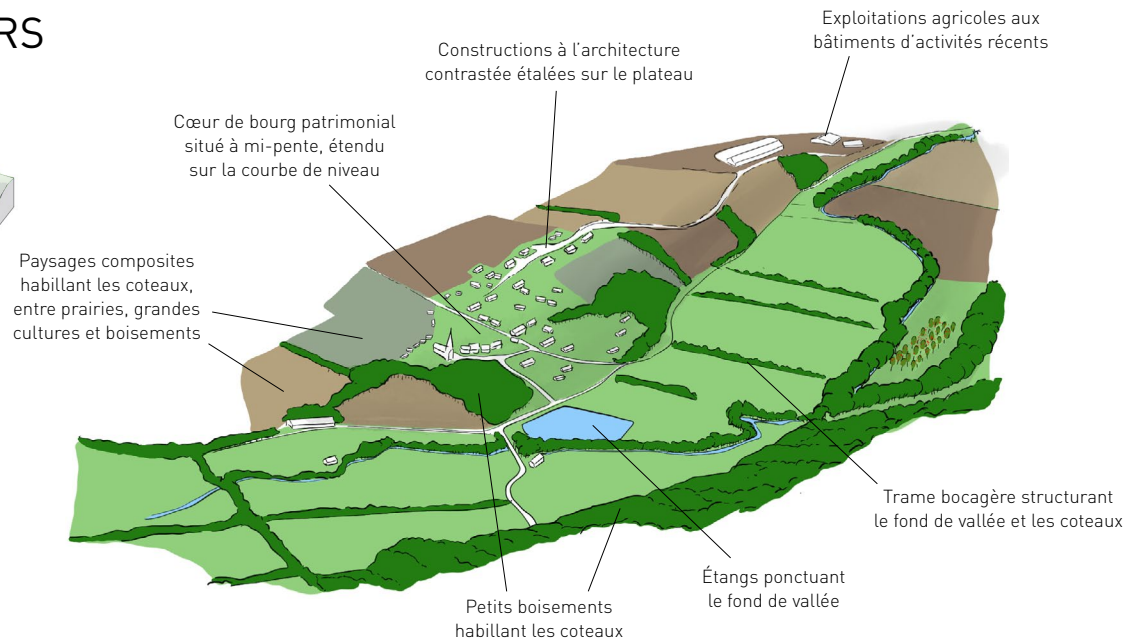 RS
Exploitations agricoles aux
bâtiments d’activités récents
Constructions à l’architecture
contrastée étalées sur le plateau
Cœur de bourg patrimonial
situé à mi-pente, étendu
sur la courbe de niveau
Paysages composites
habillant les coteaux,
entre prairies, grandes
cultures et boisements
Trame bocagère structurant
le fond de vallée et les coteaux
Étangs ponctuant
le fond de vallée
Petits boisements
habillant les coteaux